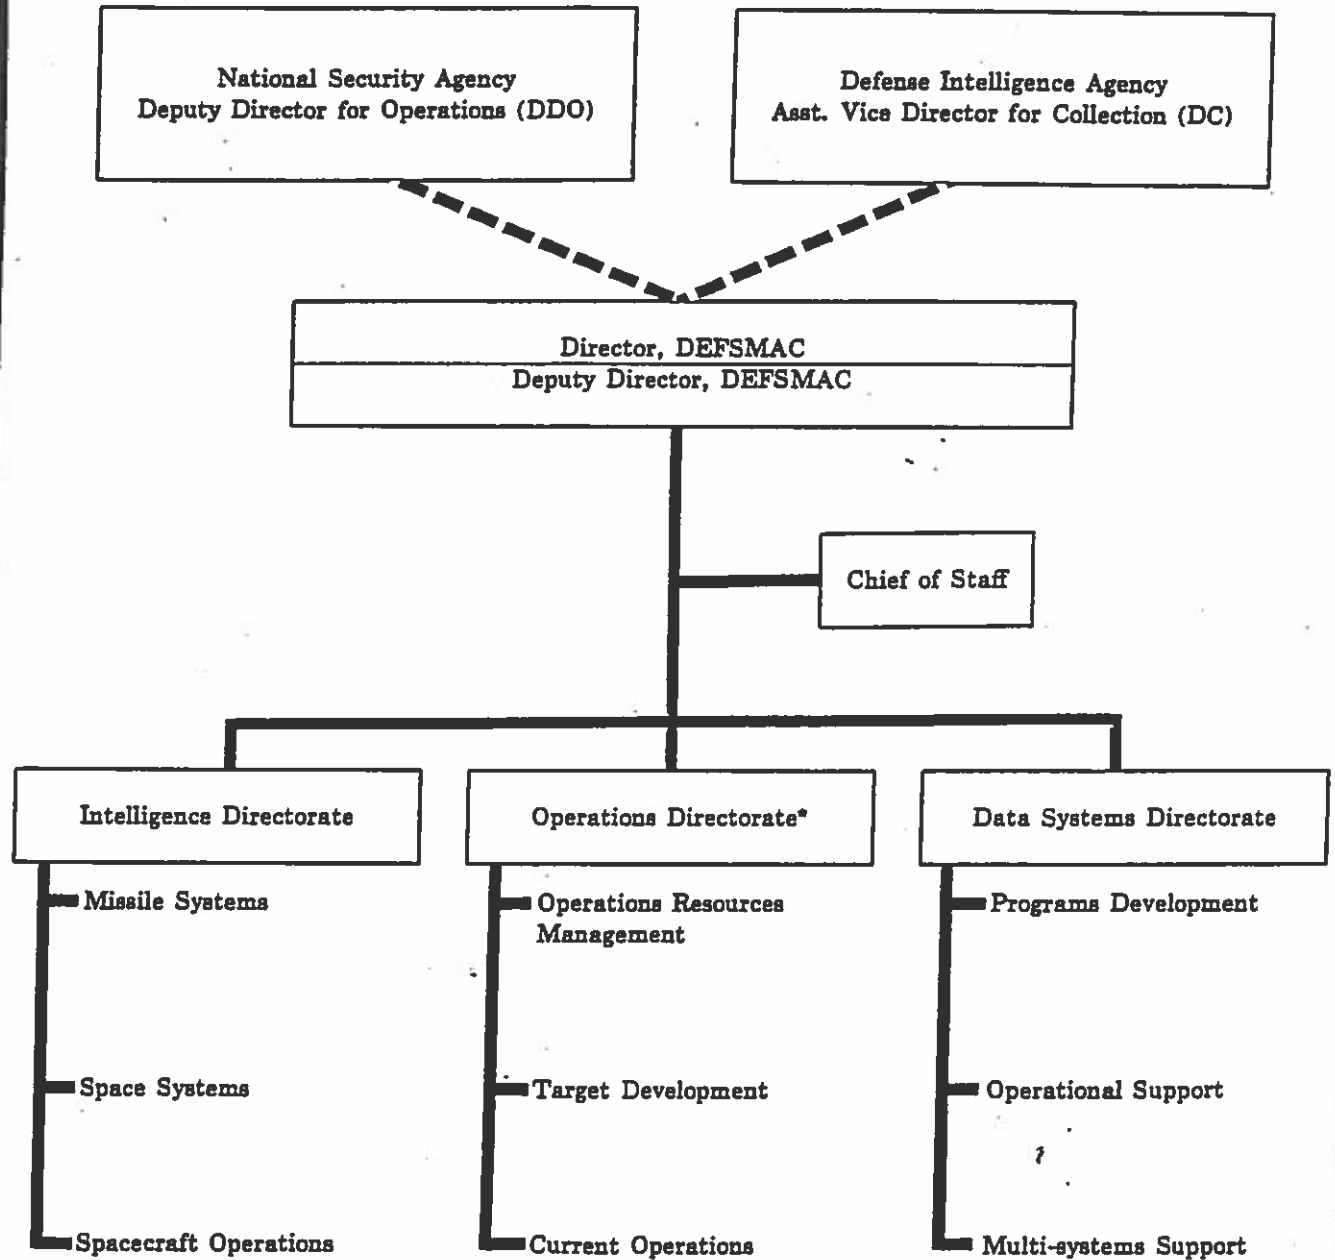 National Security Agency
Deputy Director for Operations (DDO)
Defense Intelligence Agency
Asst. Vice Director for Collection (DC)
Director, DEFSMAC
Deputy Director, DEFSMAC
Chief of Staff
Intelligence Directorate
Operations Directorate*
Data Systems Directorate
Missile Systems
Space Systems
Spacecraft Operations
Operations Resources
Management
Target Development
Current Operations
Programs Development
Operational Support
Multi-systems Support